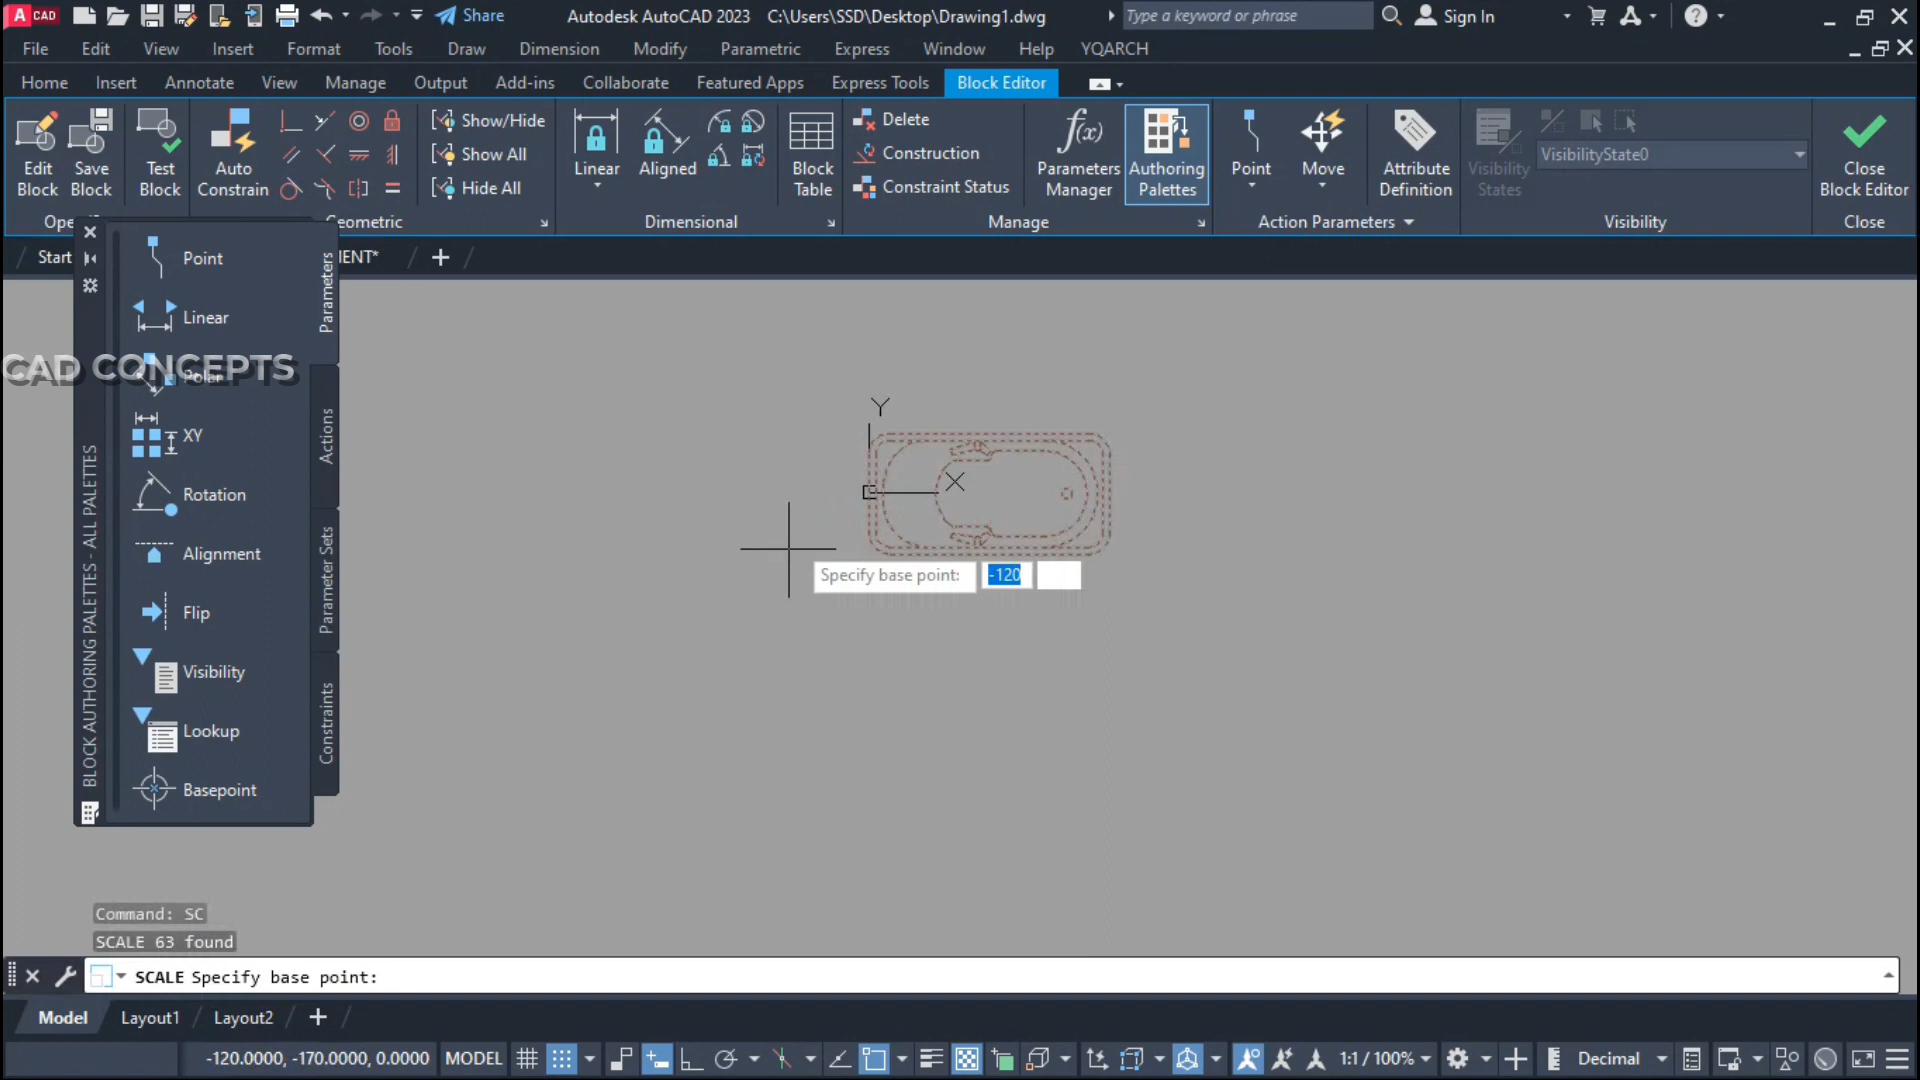 A CAD
Share
Autodesk AutoCAD 2023 C:\Users\SSD\Desktop\Drawing1.dwg
Type a keyword or phrase
Sign In
File Edit View Insert Format Tools Draw Dimension Modify Parametric Express Window Help YQARCH
Home Insert Annotate View Manage Output Add-ins Collaborate Featured Apps Express Tools Block Editor
Edit Block
Save Block
Test Block
Auto Constrain
Show/Hide
Show All
Hide All
Geometric
Linear
Aligned
Block Table
Dimensional
Delete
Construction
Constraint Status
Parameters Manager
Authoring Palettes
Manage
Point
Move
Attribute Definition
Action Parameters
Visibility States
VisibilityState0
Visibility
Close Block Editor
Close
Start
Point
Linear
Polar
XY
Rotation
Alignment
Flip
Visibility
Lookup
Basepoint
Parameters
Actions
Parameter Sets
Constraints
BLOCK AUTHORING PALETTES - ALL PALETTES
CAD CONCEPTS
Y
X
Specify base point: -120
Command: SC
SCALE 63 found
SCALE Specify base point:
Model Layout1 Layout2
-120.0000, -170.0000, 0.0000 MODEL
1:1 / 100%
Decimal